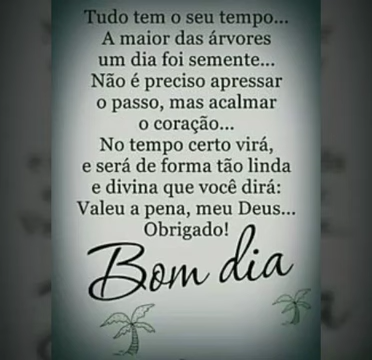 Tudo tem o seu tempo...
A maior das árvores
um dia foi semente...
Não é preciso apressar
o passo, mas acalmar
o coração...
No tempo certo virá,
e será de forma tão linda
e divina que você dirá:
Valeu a pena, meu Deus...
Obrigado!
Bom dia